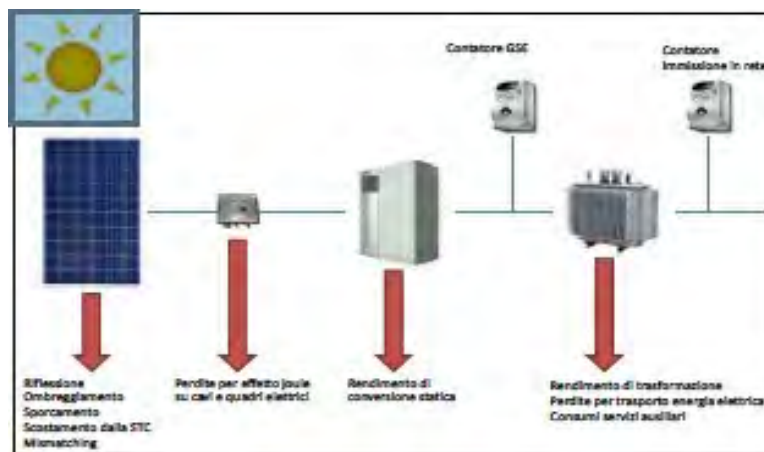 Contatore GSE
Contatore
Immissione in rete
Riflessione
Ombreggiamento
Sporcamento
Scostamento dalla STC
Mismatching
Perdite per effetto joule
su cavi e quadri elettrici
Rendimento di
conversione statica
Rendimento di trasformazione
Perdite per trasporto energia elettrica
Consumi servizi ausiliari